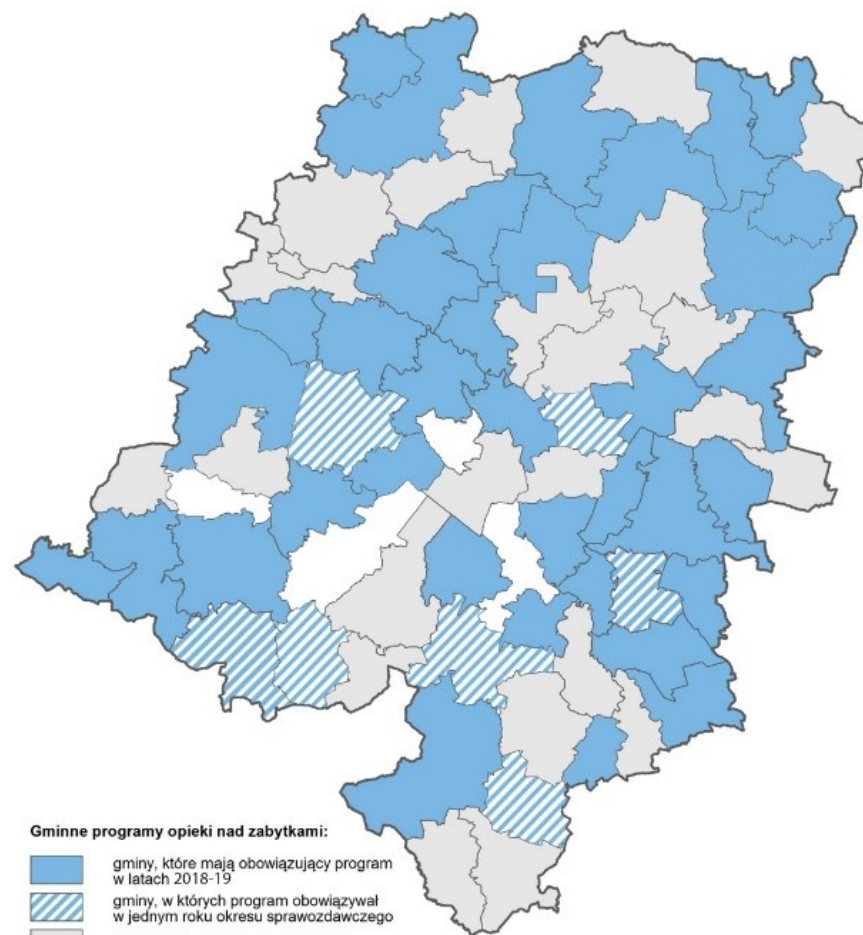 Gminne programy opieki nad zabytkami:
gminy, które mają obowiązujący program
w latach 2018-19
gminy, w których program obowiązywał
w jednym roku okresu sprawozdawczego